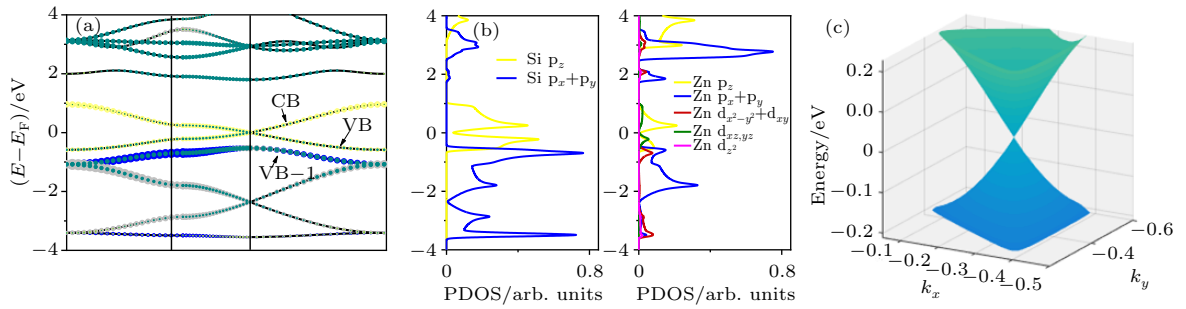 (a)
(E−E_F)/eV
4
2
0
−2
−4
CB
VB
VB−1
(b)
4
2
0
−2
−4
Si p_z
Si p_x+p_y
0
0.8
PDOS/arb. units
4
2
0
−2
−4
Zn p_z
Zn p_x+p_y
Zn d_{x²−y²}+d_{xy}
Zn d_{xz,yz}
Zn d_{z²}
0
0.8
PDOS/arb. units
(c)
Energy/eV
0.2
0.1
0.0
0
−0.1
−0.2
−0.1
−0.2
−0.3
−0.4
−0.5
k_x
−0.6
−0.4
k_y